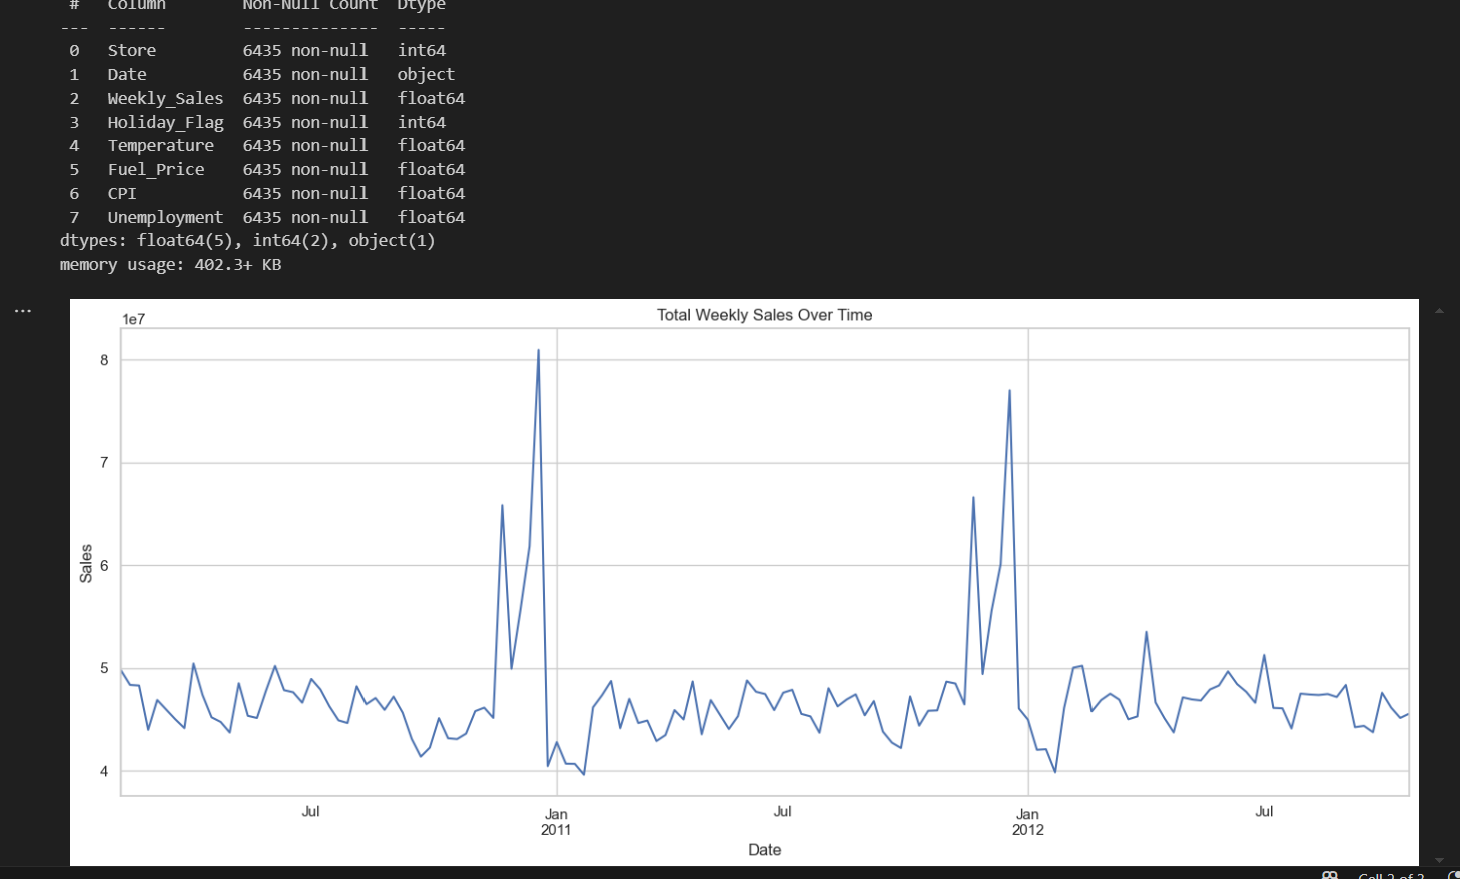 #   Column        Non-Null Count  Dtype
---  ------        --------------  -----
0   Store         6435 non-null   int64
1   Date          6435 non-null   object
2   Weekly_Sales  6435 non-null   float64
3   Holiday_Flag  6435 non-null   int64
4   Temperature   6435 non-null   float64
5   Fuel_Price    6435 non-null   float64
6   CPI           6435 non-null   float64
7   Unemployment  6435 non-null   float64
dtypes: float64(5), int64(2), object(1)
memory usage: 402.3+ KB
...
Total Weekly Sales Over Time
1e7
8
7
6
5
4
Sales
Jul
Jan
2011
Jul
Jan
2012
Jul
Date
Cell 2 of 2